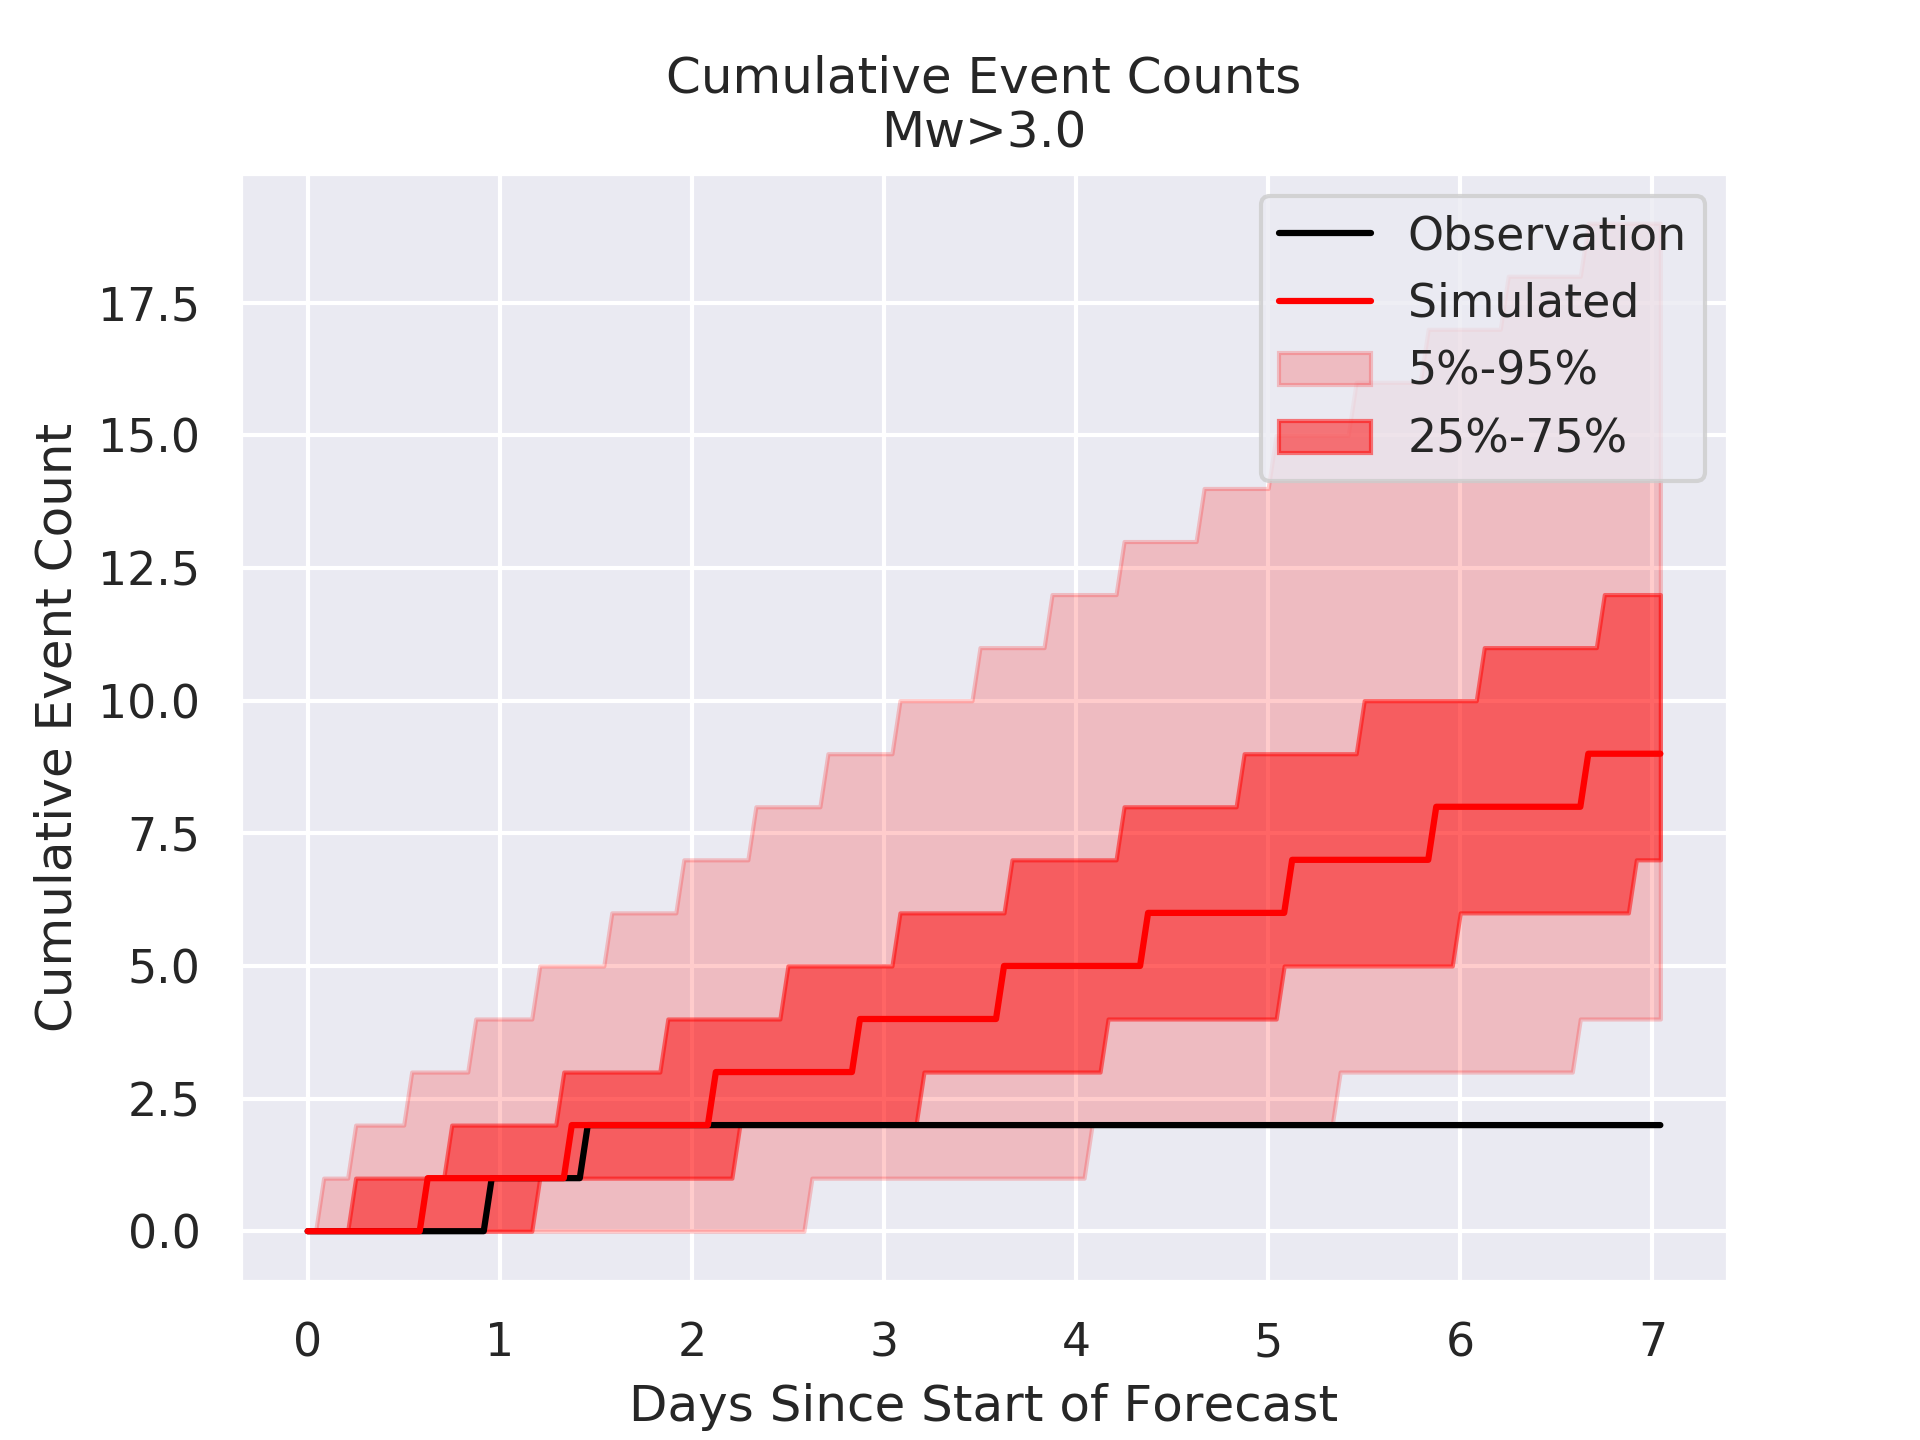 Cumulative Event Counts
Mw>3.0
Observation
Simulated
5%-95%
25%-75%
Cumulative Event Count
17.5
15.0
12.5
10.0
7.5
5.0
2.5
0.0
0 1 2 3 4 5 6 7
Days Since Start of Forecast